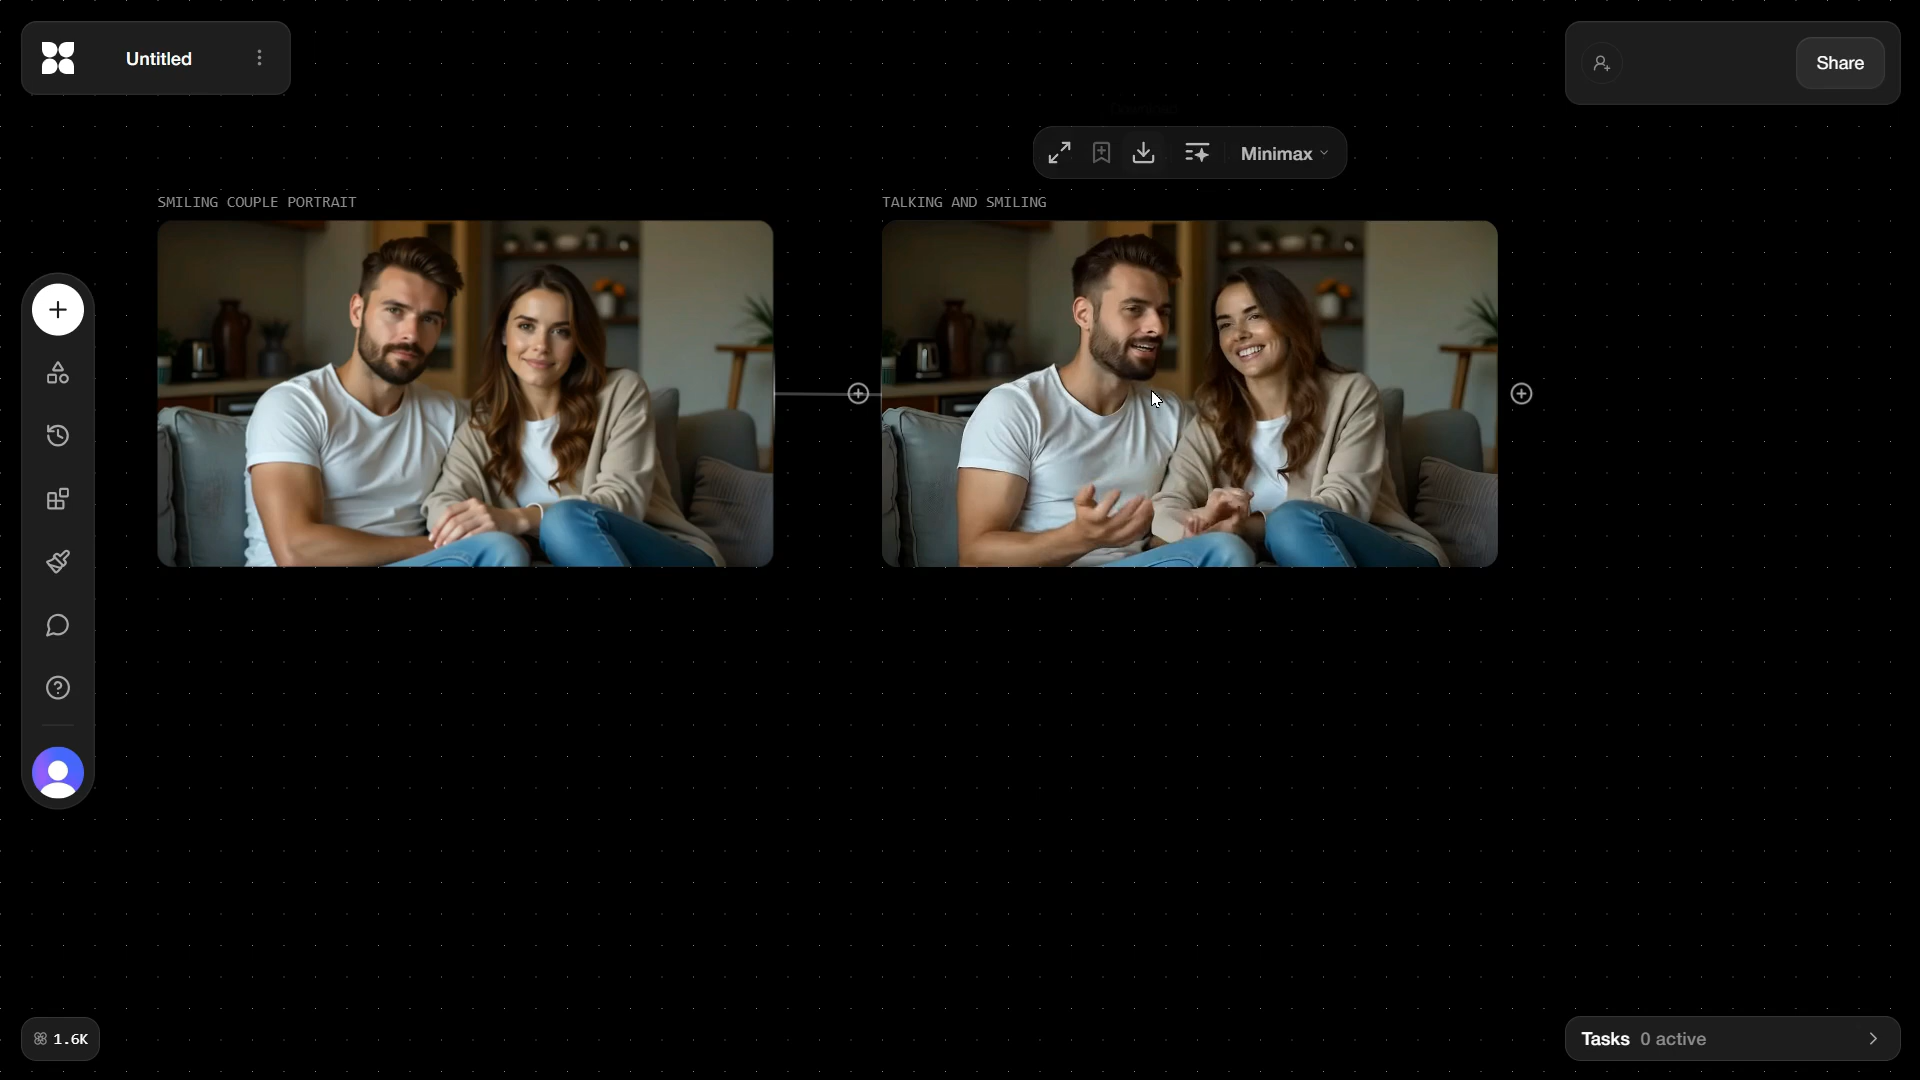 Untitled
Share
Minimax
SMILING COUPLE PORTRAIT
TALKING AND SMILING
1.6K
Tasks 0 active